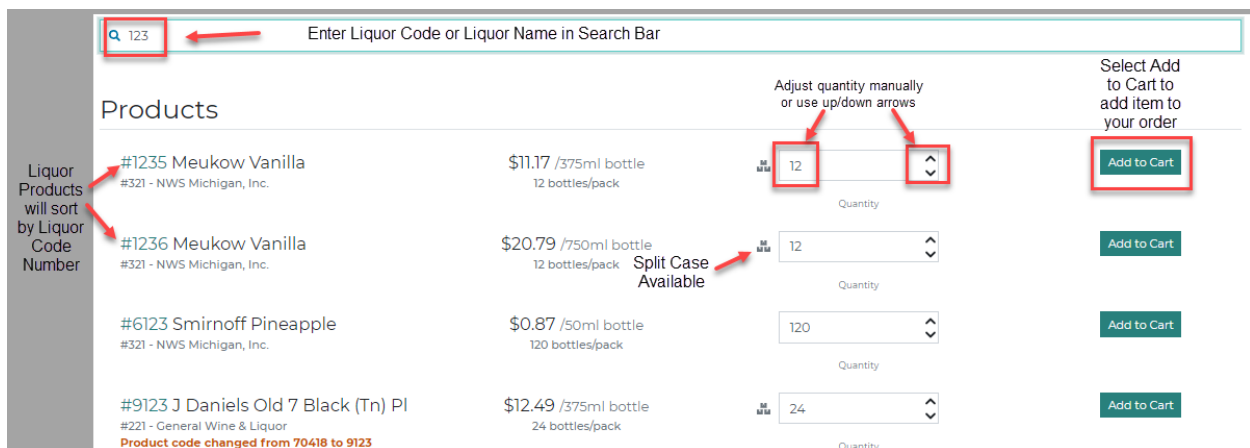 123
Enter Liquor Code or Liquor Name in Search Bar
Select Add
to Cart to
add item to
your order
Adjust quantity manually
or use up/down arrows
Products
Liquor
Products
will sort
by Liquor
Code
Number
#1235 Meukow Vanilla
#321 - NWS Michigan, Inc.
$11.17 /375ml bottle
12 bottles/pack
12
Quantity
Add to Cart
#1236 Meukow Vanilla
#321 - NWS Michigan, Inc.
$20.79 /750ml bottle
12 bottles/pack
Split Case
Available
12
Quantity
Add to Cart
#6123 Smirnoff Pineapple
#321 - NWS Michigan, Inc.
$0.87 /50ml bottle
120 bottles/pack
120
Quantity
Add to Cart
#9123 J Daniels Old 7 Black (Tn) Pl
#221 - General Wine & Liquor
Product code changed from 70418 to 9123
$12.49 /375ml bottle
24 bottles/pack
24
Quantity
Add to Cart